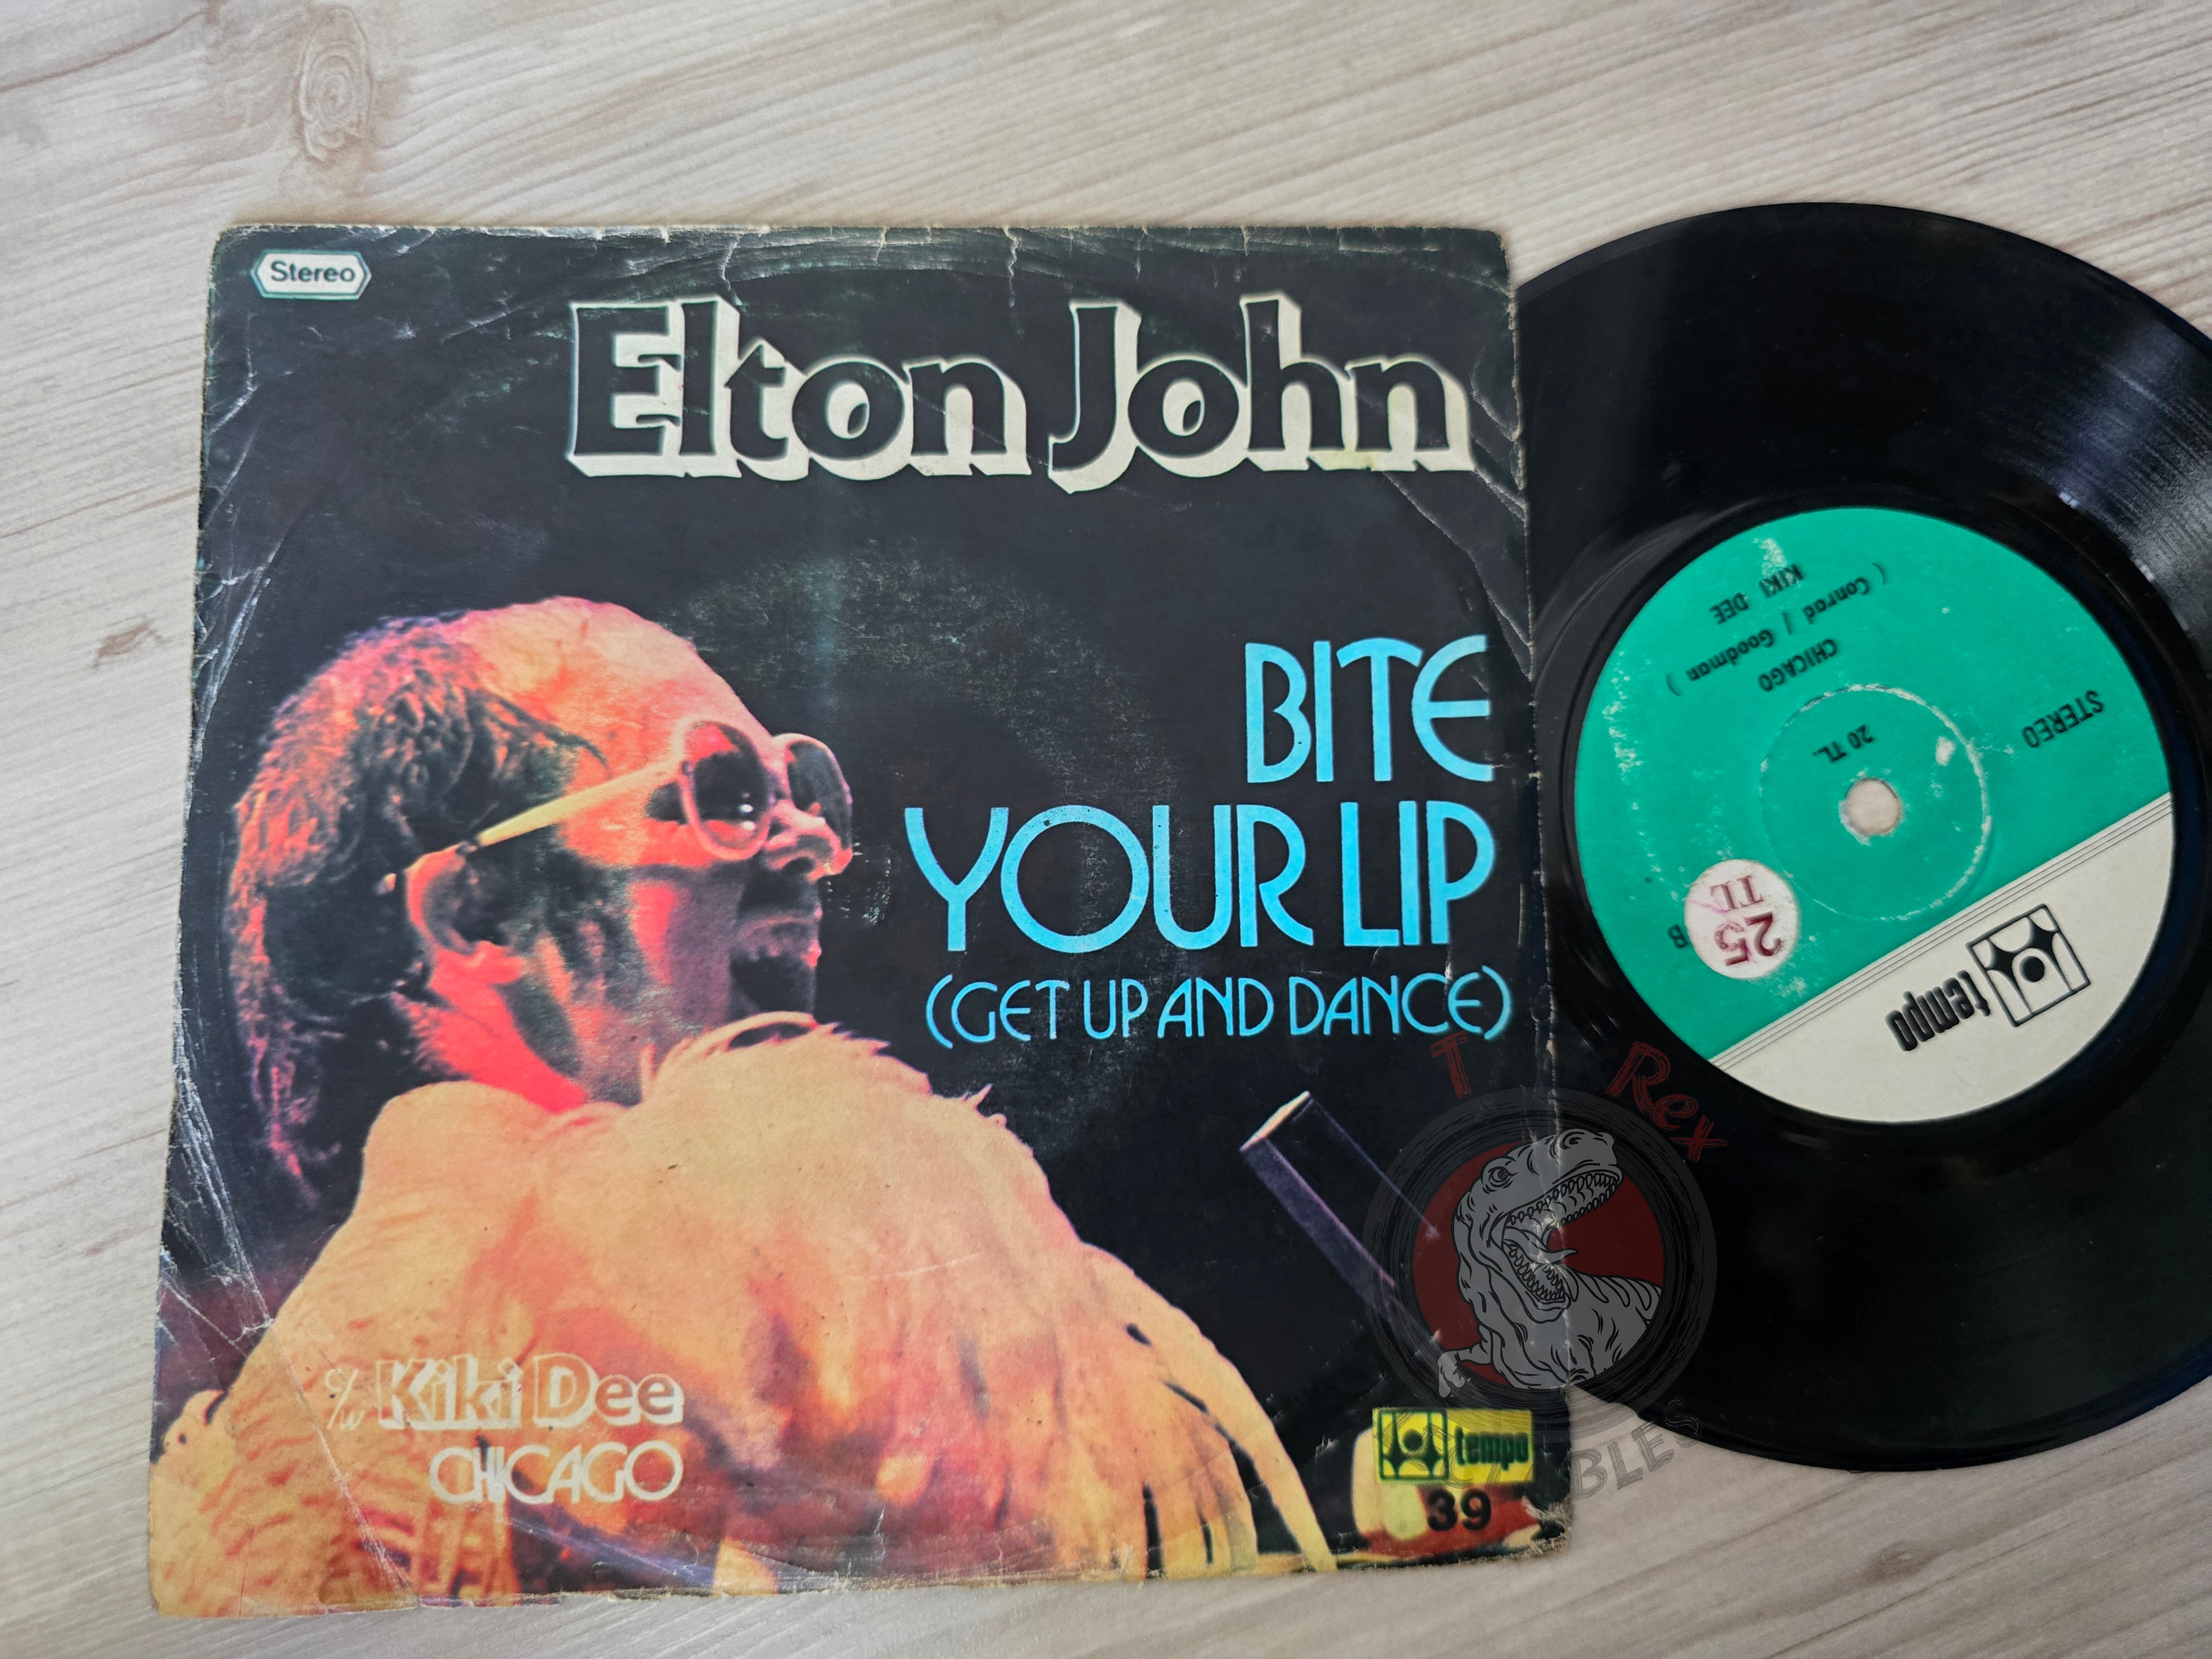 Stereo
Elton John
BITE
YOUR LIP
(GET UP AND DANCE)
c/w Kiki Dee
CHICAGO
tempo
39
tempo
B
25
TL
20 TL.
STEREO
CHICAGO
( Conrad / Goodman )
KIKI DEE
T Rex